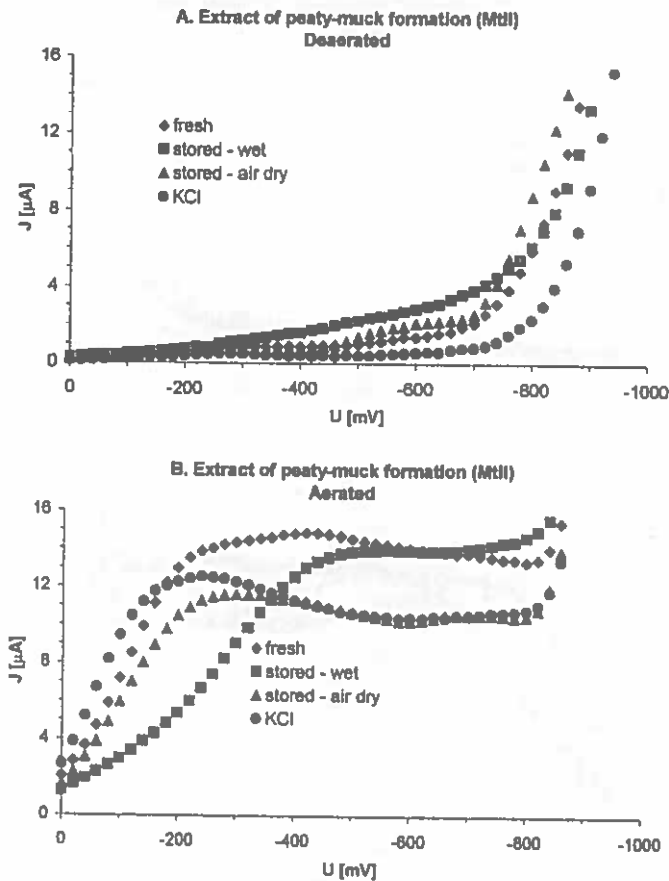 A. Extract of peaty-muck formation (MtII)
Deaerated
16
12
8
4
0
J [µA]
fresh
stored - wet
stored - air dry
KCl
0
-200
-400
-600
-800
-1000
U [mV]
B. Extract of peaty-muck formation (MtII)
Aerated
16
12
8
4
0
J [µA]
fresh
stored - wet
stored - air dry
KCl
0
-200
-400
-600
-800
-1000
U [mV]